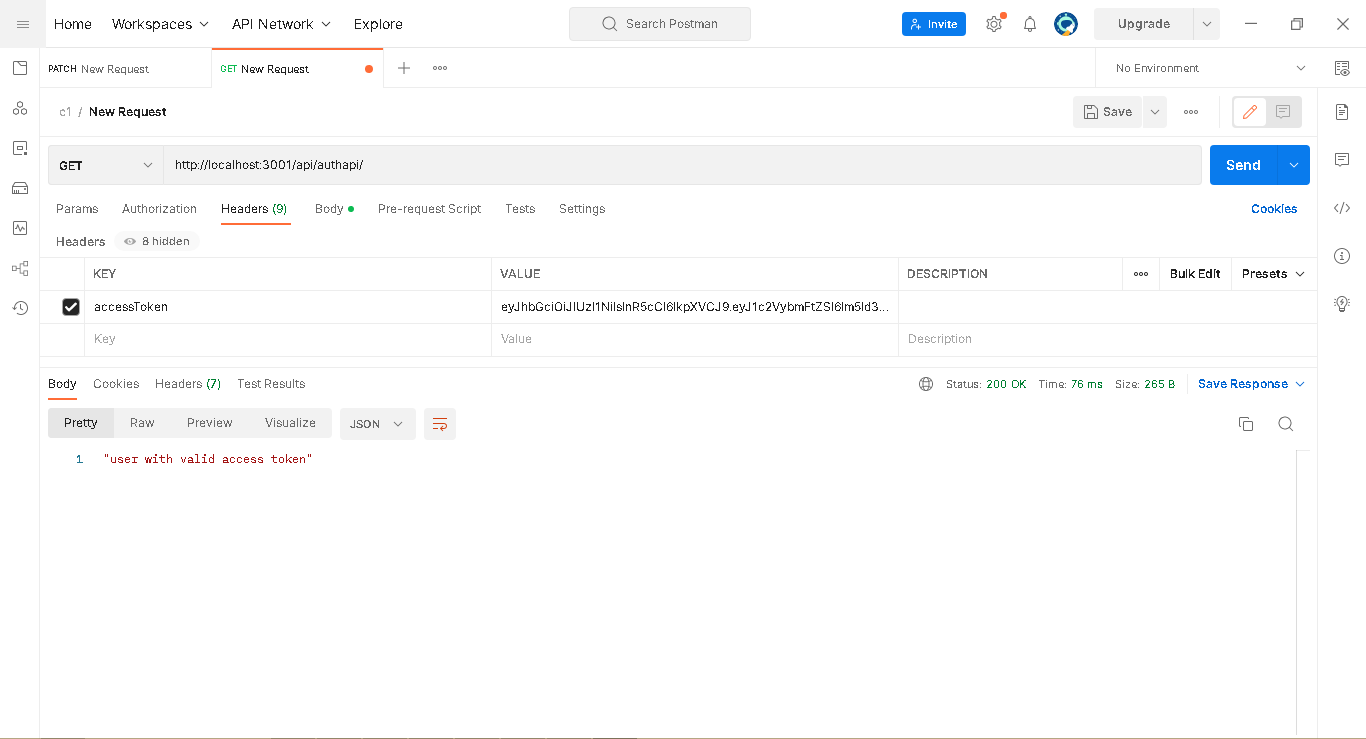 Home Workspaces API Network Explore Search Postman Invite Upgrade
PATCH New Request GET New Request No Environment
c1 / New Request Save
GET http://localhost:3001/api/authapi/ Send
Params Authorization Headers (9) Body Pre-request Script Tests Settings Cookies
Headers 8 hidden
KEY VALUE DESCRIPTION Bulk Edit Presets
accessToken eyJhbGciOiJIUzI1NiIsInR5cCI6IkpXVCJ9.eyJ1c2VybmFtZSI6Im5ld3...
Key Value Description
Body Cookies Headers (7) Test Results Status: 200 OK Time: 76 ms Size: 265 B Save Response
Pretty Raw Preview Visualize JSON
1 "user with valid access token"